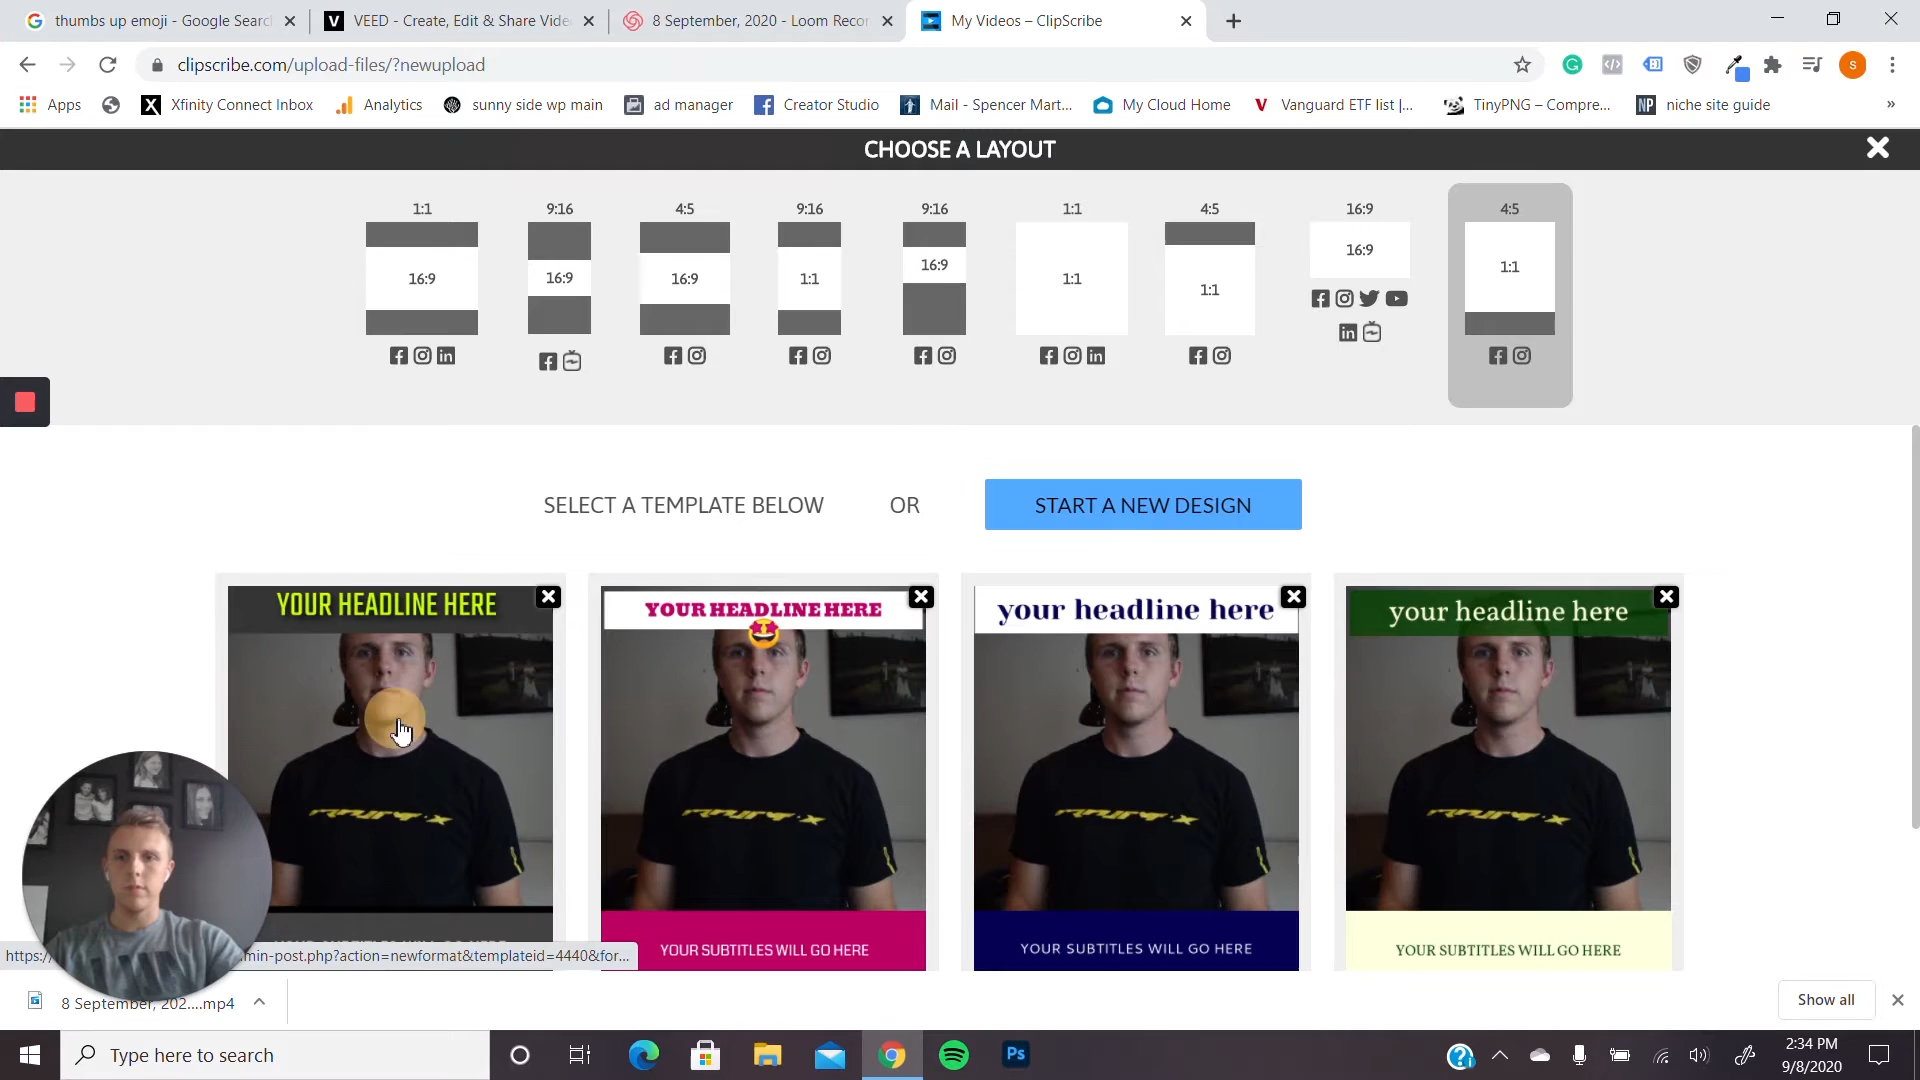 thumbs up emoji - Google Searc
VEED - Create, Edit & Share Vide
8 September, 2020 - Loom Recor
My Videos – ClipScribe
clipscribe.com/upload-files/?newupload
Apps
Xfinity Connect Inbox
Analytics
sunny side wp main
ad manager
Creator Studio
Mail - Spencer Mart...
My Cloud Home
Vanguard ETF list |...
TinyPNG – Compre...
niche site guide
CHOOSE A LAYOUT
1:1
9:16
4:5
9:16
9:16
1:1
4:5
16:9
4:5
16:9
16:9
16:9
1:1
16:9
1:1
1:1
16:9
1:1
SELECT A TEMPLATE BELOW
OR
START A NEW DESIGN
YOUR HEADLINE HERE
YOUR HEADLINE HERE
your headline here
your headline here
YOUR SUBTITLES WILL GO HERE
YOUR SUBTITLES WILL GO HERE
YOUR SUBTITLES WILL GO HERE
https:/
min-post.php?action=newformat&templateid=4440&for...
8 September, 202....mp4
Show all
Type here to search
Ps
2:34 PM
9/8/2020